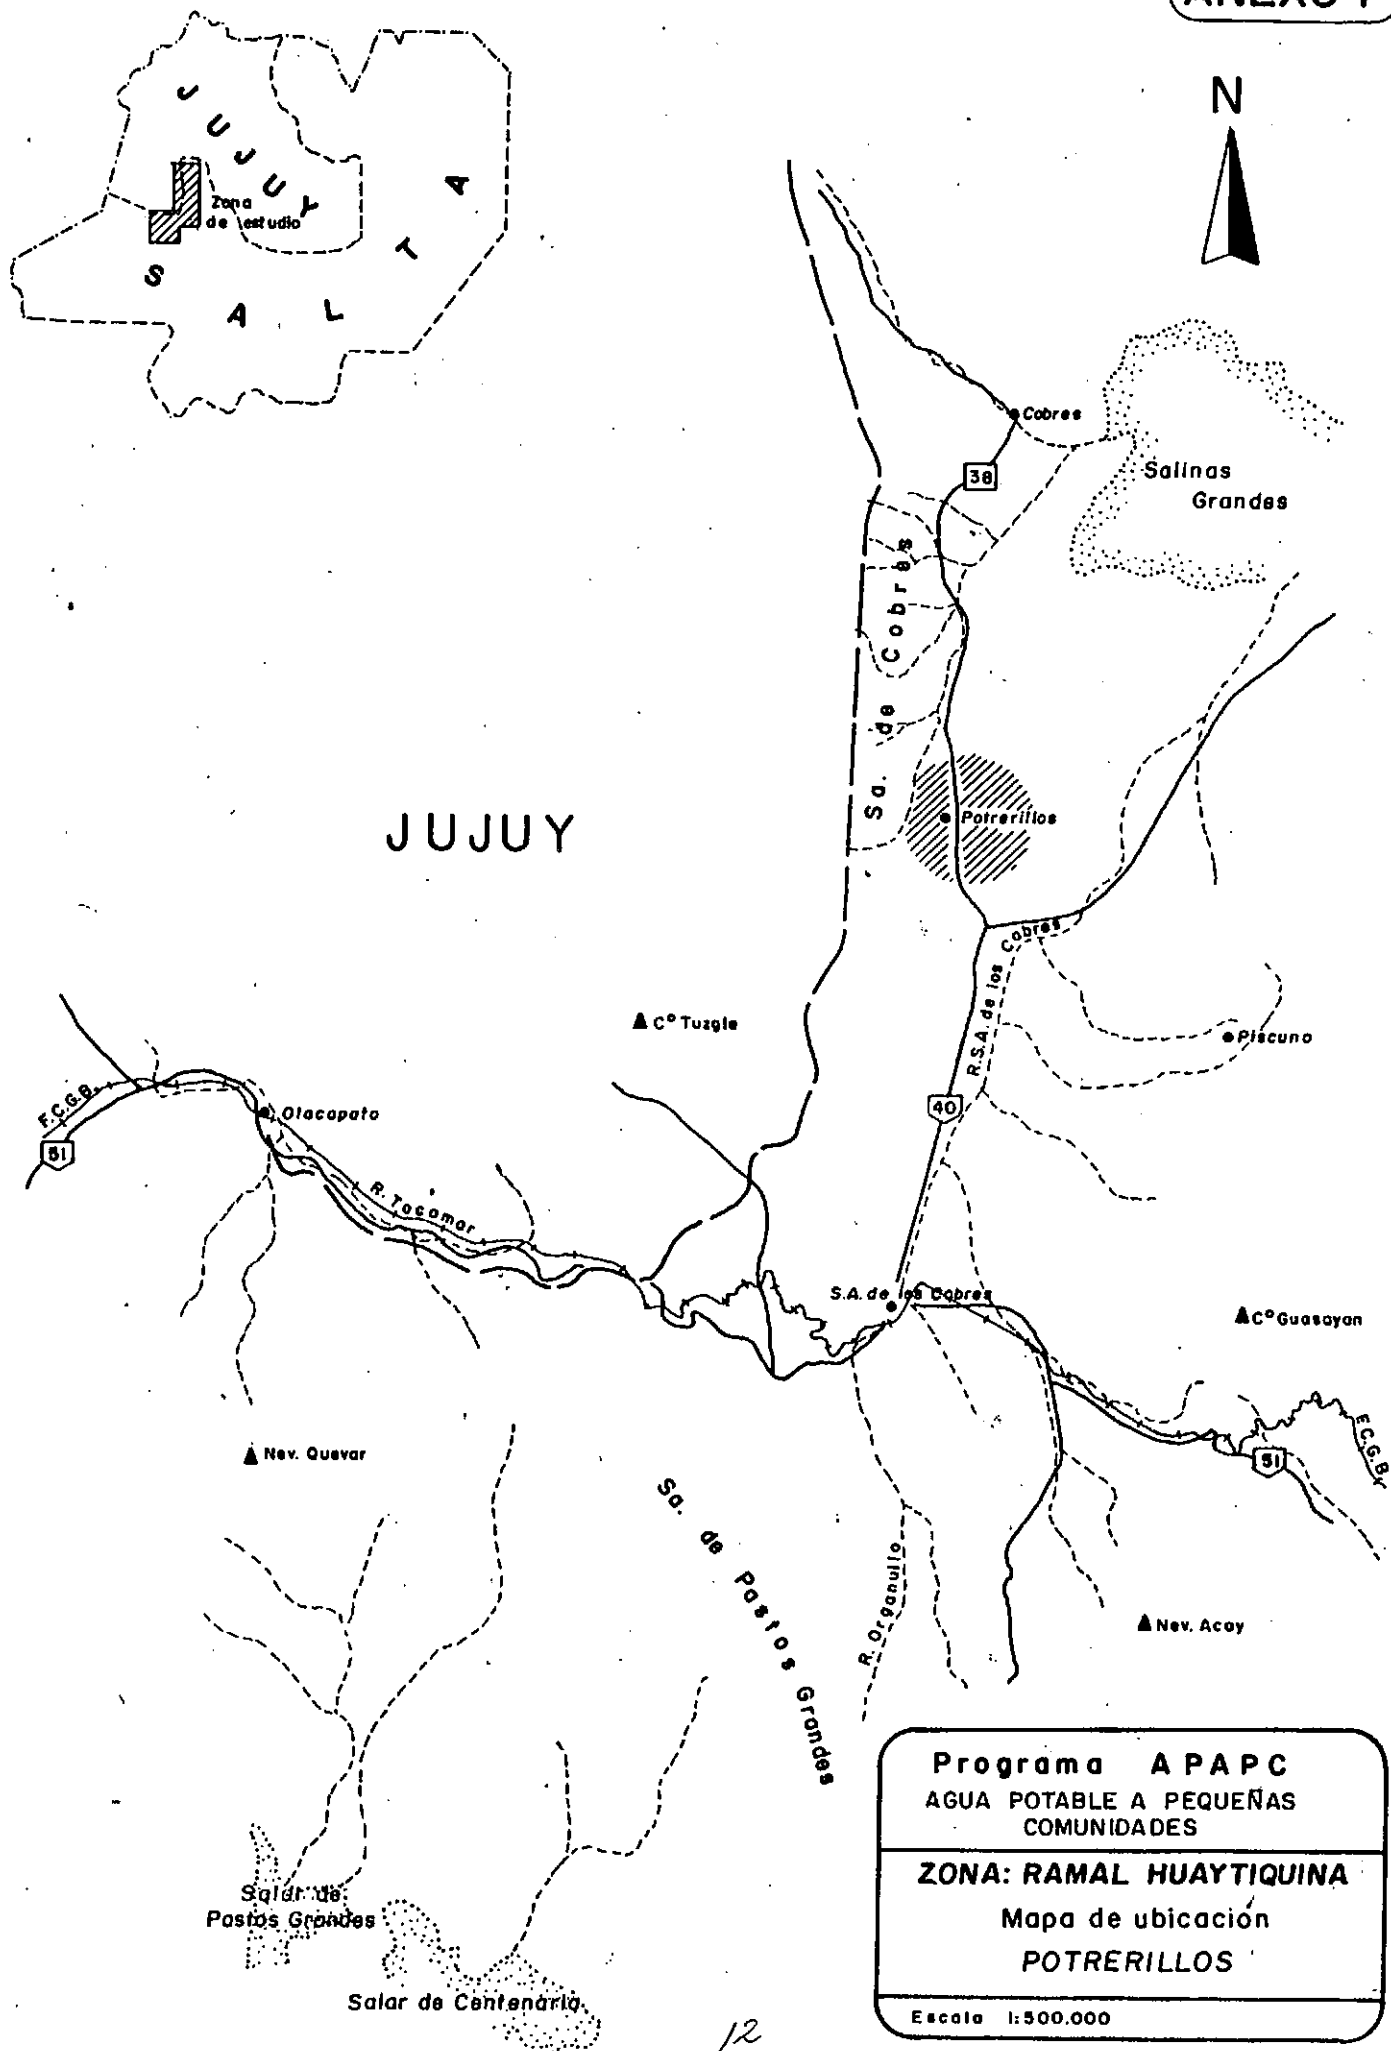 ANEXO I
N
JUJUY
Zona
de estudio
SALTA
Cobres
38
Salinas
Grandes
Sa. de Cobres
JUJUY
Potrerillos
R.S.A. de los Cobres
C° Tuzgle
Piscuno
F.C.G.B.
Olacapato
40
51
R. Tocomar
S.A. de los Cobres
C° Guasayan
Nev. Quevar
F.C.G.B.
51
Sa. de Pastos Grandes
R. Organullo
Nev. Acay
Programa APAPC
AGUA POTABLE A PEQUEÑAS
COMUNIDADES
ZONA: RAMAL HUAYTIQUINA
Mapa de ubicación
POTRERILLOS
Escala 1:500.000
Salar de
Pastos Grandes
Salar de Centenario
12